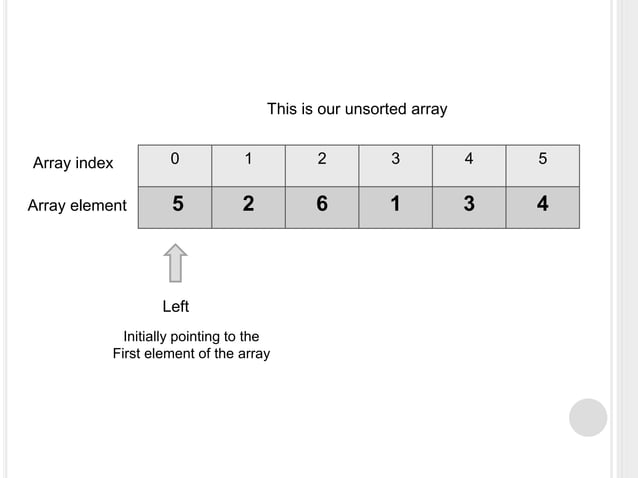 This is our unsorted array
Array index 0 1 2 3 4 5
Array element 5 2 6 1 3 4
Left
Initially pointing to the
First element of the array